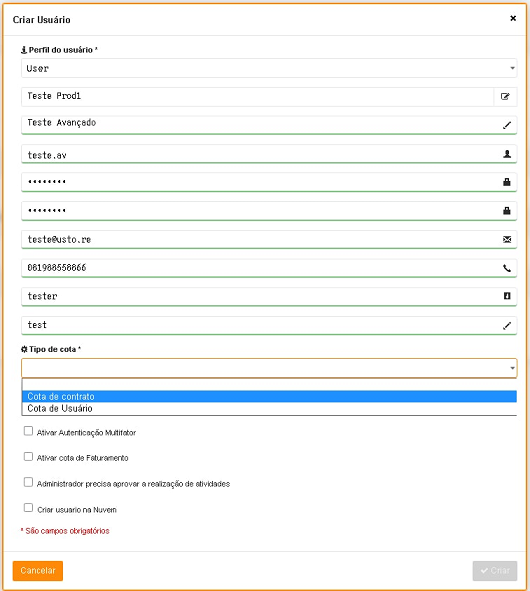 Criar Usuário
Perfil do usuário *
User
Teste Prod1
Teste Avançado
teste.av
teste@usto.re
061988556666
tester
test
Tipo de cota *
Cota de contrato
Cota de Usuário
Ativar Autenticação Multifator
Ativar cota de Faturamento
Administrador precisa aprovar a realização de atividades
Criar usuario na Nuvem
* São campos obrigatórios
Cancelar
Criar